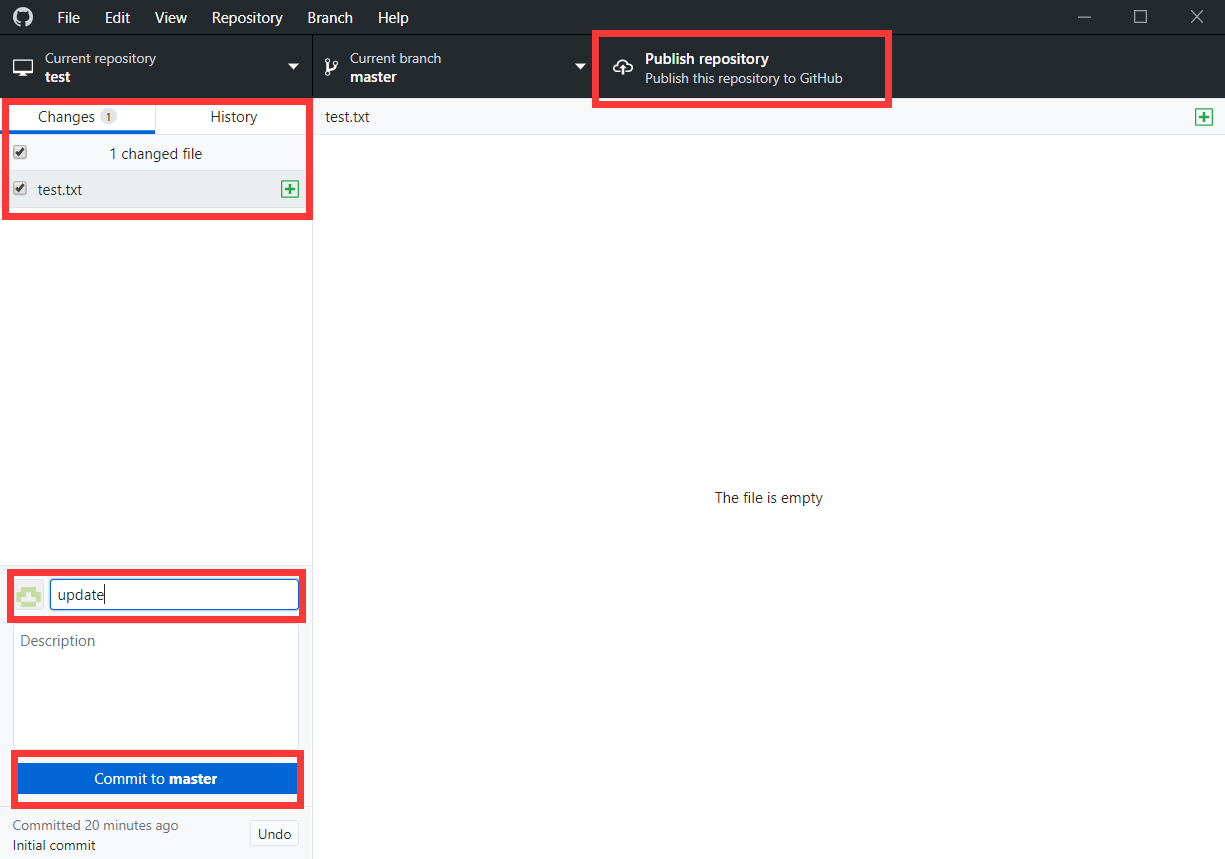 File Edit View Repository Branch Help
Current repository
test
Current branch
master
Publish repository
Publish this repository to GitHub
Changes 1 History
1 changed file
test.txt
test.txt
The file is empty
update
Description
Commit to master
Committed 20 minutes ago
Initial commit
Undo